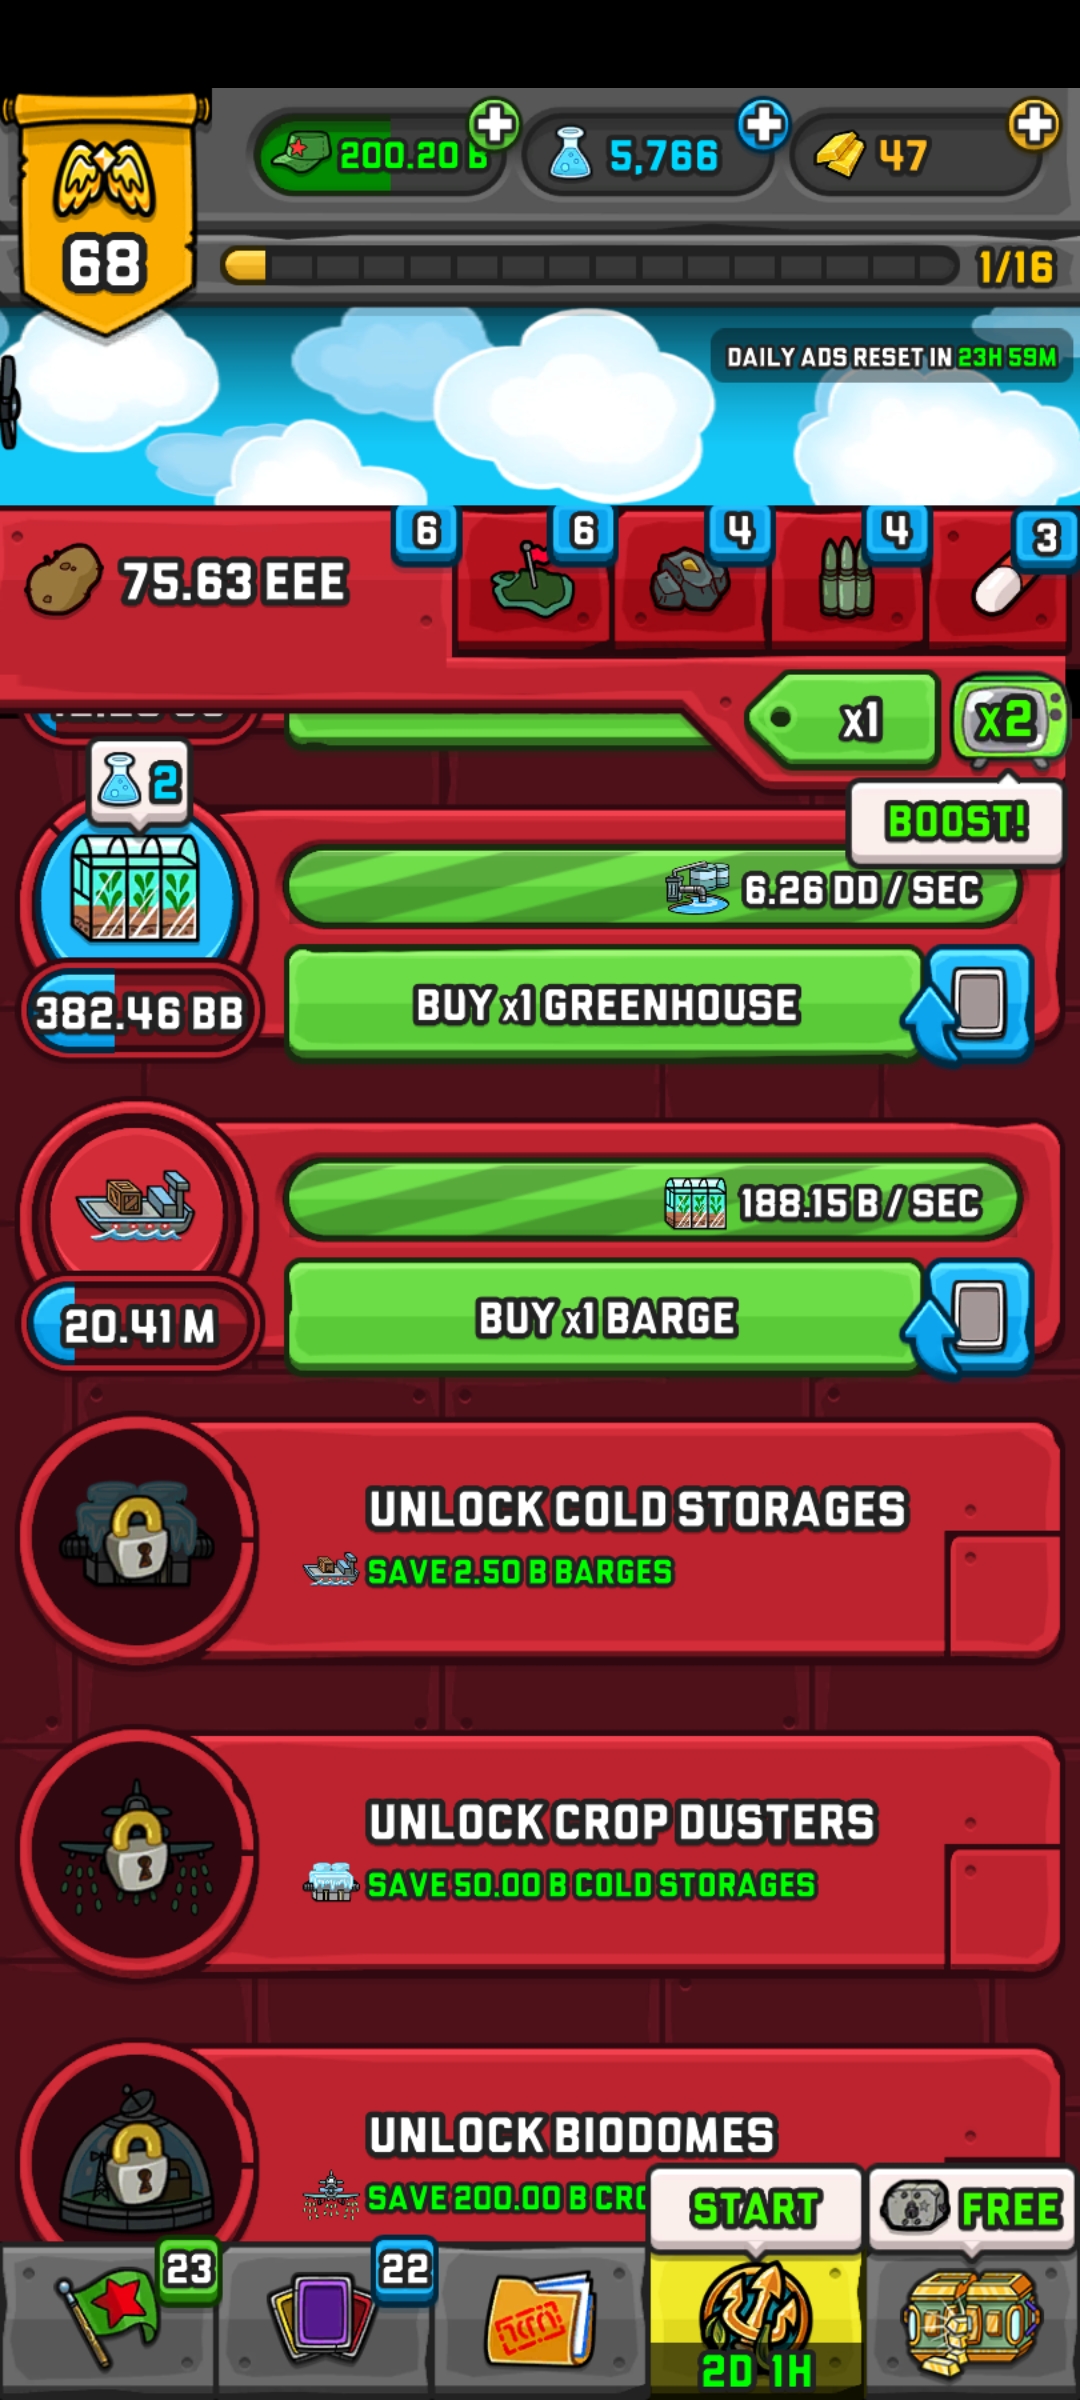 200.20 B
5,766
47
68
1/16
DAILY ADS RESET IN 23H 59M
6
6
4
4
3
75.63 EEE
x1
x2
BOOST!
2
6.26 DD / SEC
382.46 BB
BUY x1 GREENHOUSE
188.15 B / SEC
20.41 M
BUY x1 BARGE
UNLOCK COLD STORAGES
SAVE 2.50 B BARGES
UNLOCK CROP DUSTERS
SAVE 50.00 B COLD STORAGES
UNLOCK BIODOMES
SAVE 200.00 B
START
FREE
23
22
2D 1H